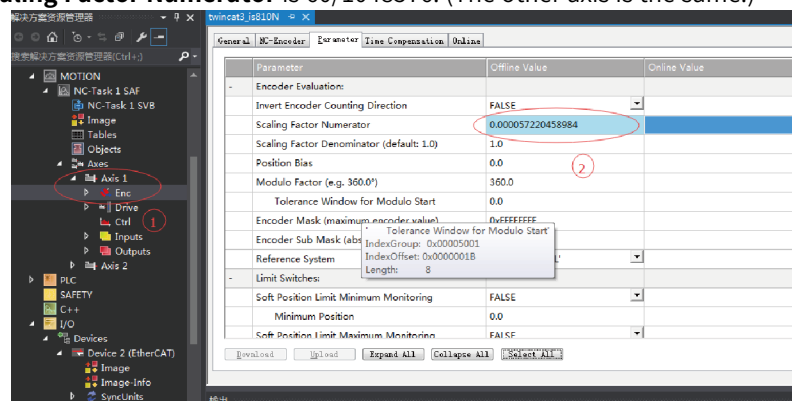 aling Factor Numerator is 60/1048576. (The other axis is the same.)
解决方案资源管理器
twincat3_is810N
General NC-Encoder Parameter Time Compensation Online
搜索解决方案资源管理器(Ctrl+;)
Parameter Offline Value Online Value
MOTION
- Encoder Evaluation:
NC-Task 1 SAF
Invert Encoder Counting Direction FALSE
NC-Task 1 SVB
Scaling Factor Numerator 0.000057220458984
Image
Tables
Scaling Factor Denominator (default: 1.0) 1.0
Objects
Position Bias 0.0
Axes
②
Axis 1
Modulo Factor (e.g. 360.0°) 360.0
Enc
Tolerance Window for Modulo Start 0.0
Drive
Ctrl
①
Encoder Mask (maximum encoder value) 0xFFFFFFFF
Inputs
Encoder Sub Mask (abs
' Tolerance Window for Modulo Start'
IndexGroup: 0x00005001
IndexOffset: 0x0000001B
Length: 8
Outputs
Reference System
Axis 2
- Limit Switches:
PLC
SAFETY
Soft Position Limit Minimum Monitoring FALSE
C++
Minimum Position 0.0
I/O
Soft Position Limit Maximum Monitoring FALSE
Devices
Device 2 (EtherCAT)
Download Upload Expand All Collapse All Select All
Image
Image-Info
SyncUnits
输出